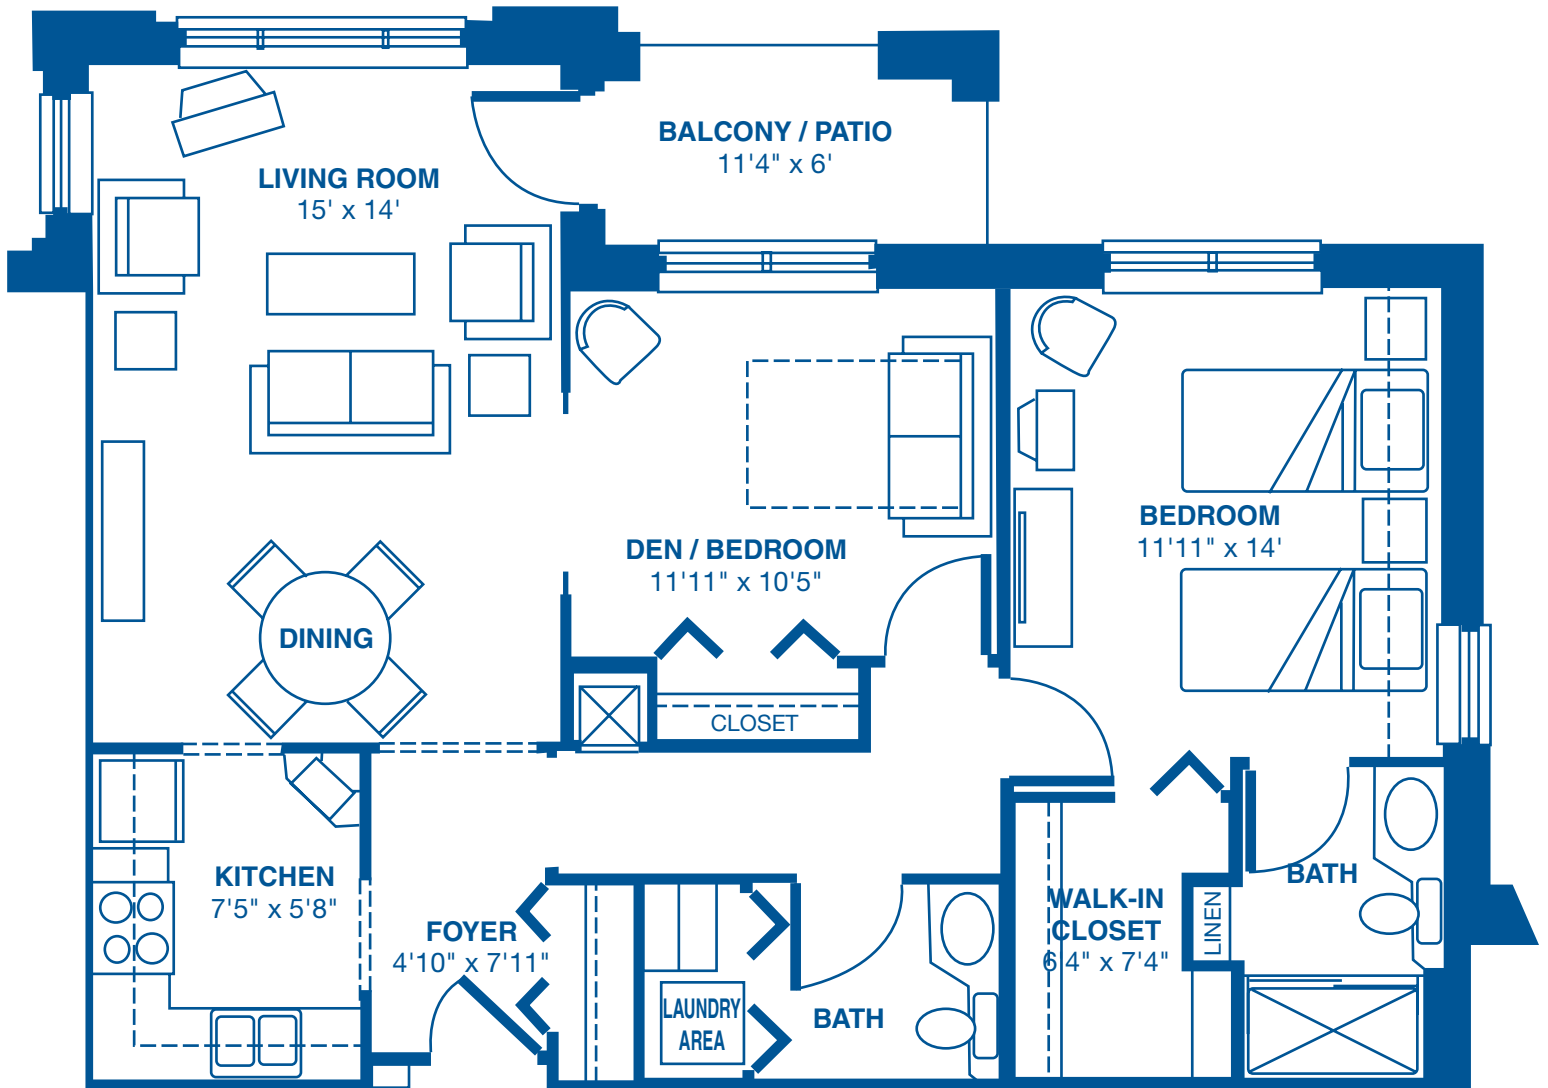 BALCONY / PATIO
11'4" x 6'
LIVING ROOM
15' x 14'
BEDROOM
11'11" x 14'
DEN / BEDROOM
11'11" x 10'5"
DINING
CLOSET
KITCHEN
7'5" x 5'8"
FOYER
4'10" x 7'11"
LAUNDRY
AREA
BATH
WALK-IN
CLOSET
6'4" x 7'4"
LINEN
BATH